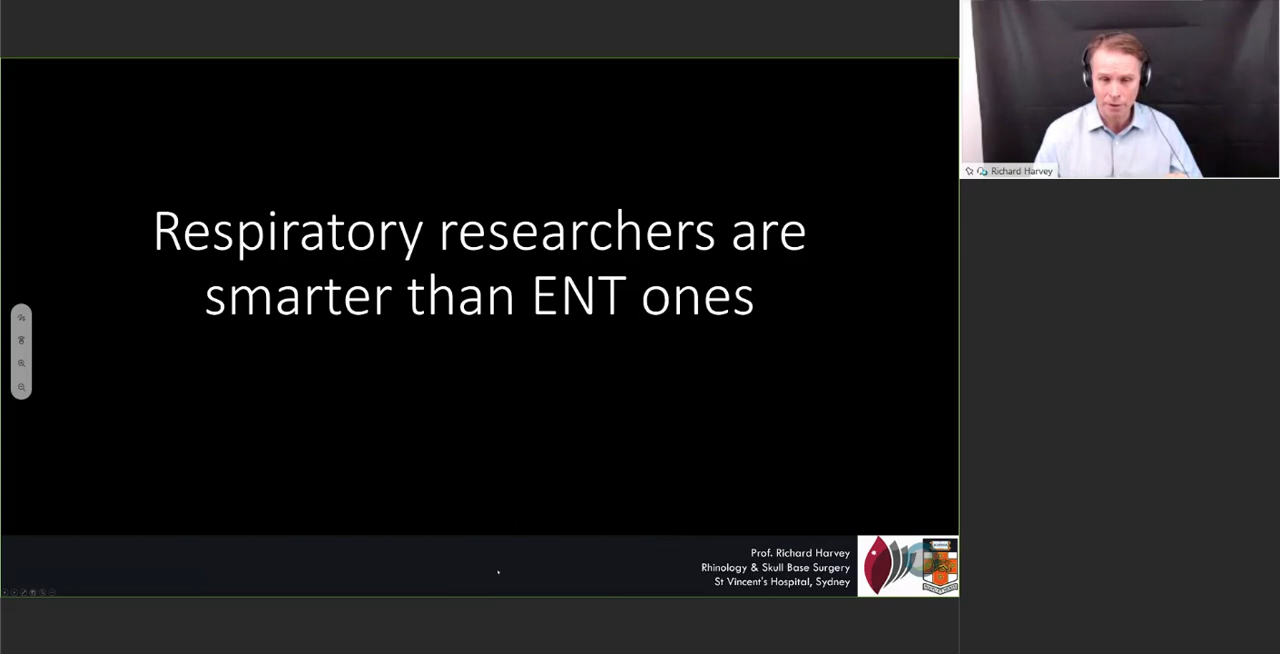 Respiratory researchers are
smarter than ENT ones
Prof. Richard Harvey
Rhinology & Skull Base Surgery
St Vincent's Hospital, Sydney
Richard Harvey